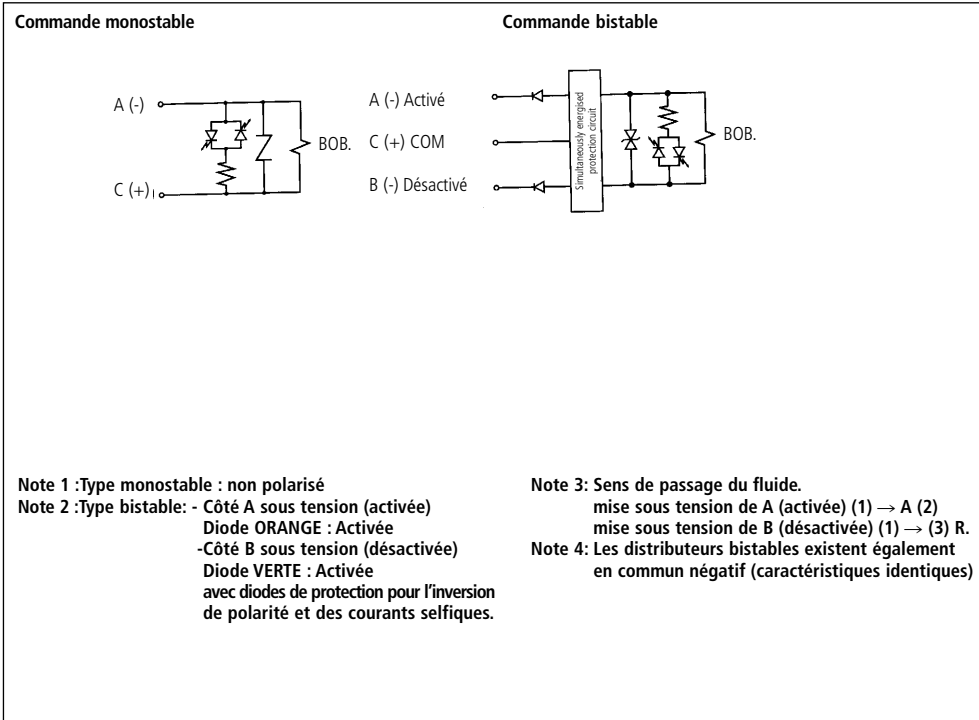 Commande monostable
A (-)
BOB.
C (+)
Commande bistable
A (-) Activé
C (+) COM
B (-) Désactivé
Simultaneously energised
protection circuit
BOB.
Note 1 :Type monostable : non polarisé
Note 2 :Type bistable: - Côté A sous tension (activée)
Diode ORANGE : Activée
-Côté B sous tension (désactivée)
Diode VERTE : Activée
avec diodes de protection pour l'inversion
de polarité et des courants selfiques.
Note 3: Sens de passage du fluide.
mise sous tension de A (activée) (1) → A (2)
mise sous tension de B (désactivée) (1) → (3) R.
Note 4: Les distributeurs bistables existent également
en commun négatif (caractéristiques identiques)